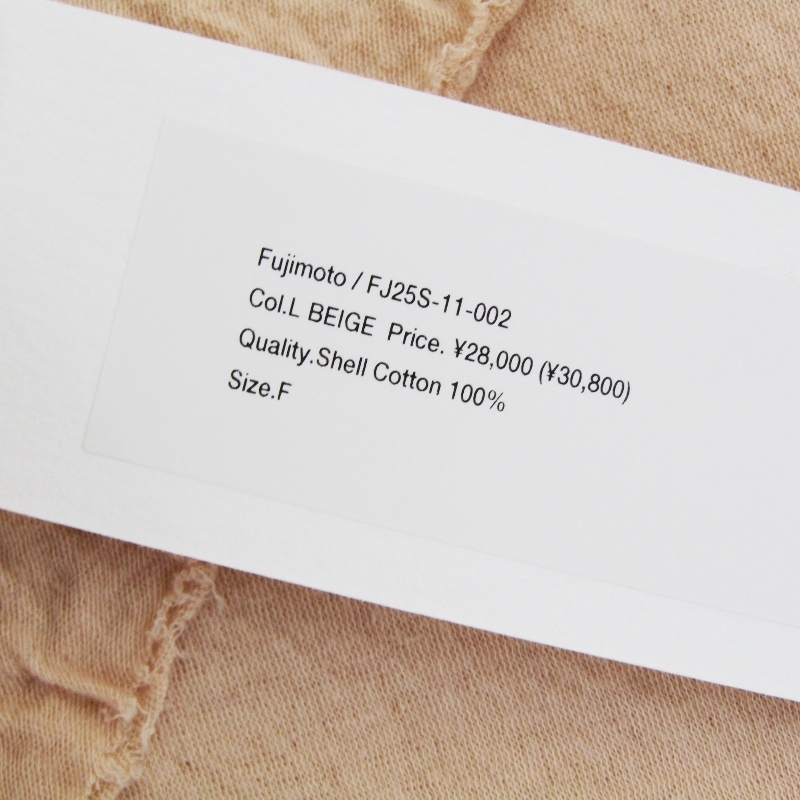 Fujimoto / FJ25S-11-002
Col.L BEIGE Price. ¥28,000 (¥30,800)
Quality.Shell Cotton 100%
Size.F